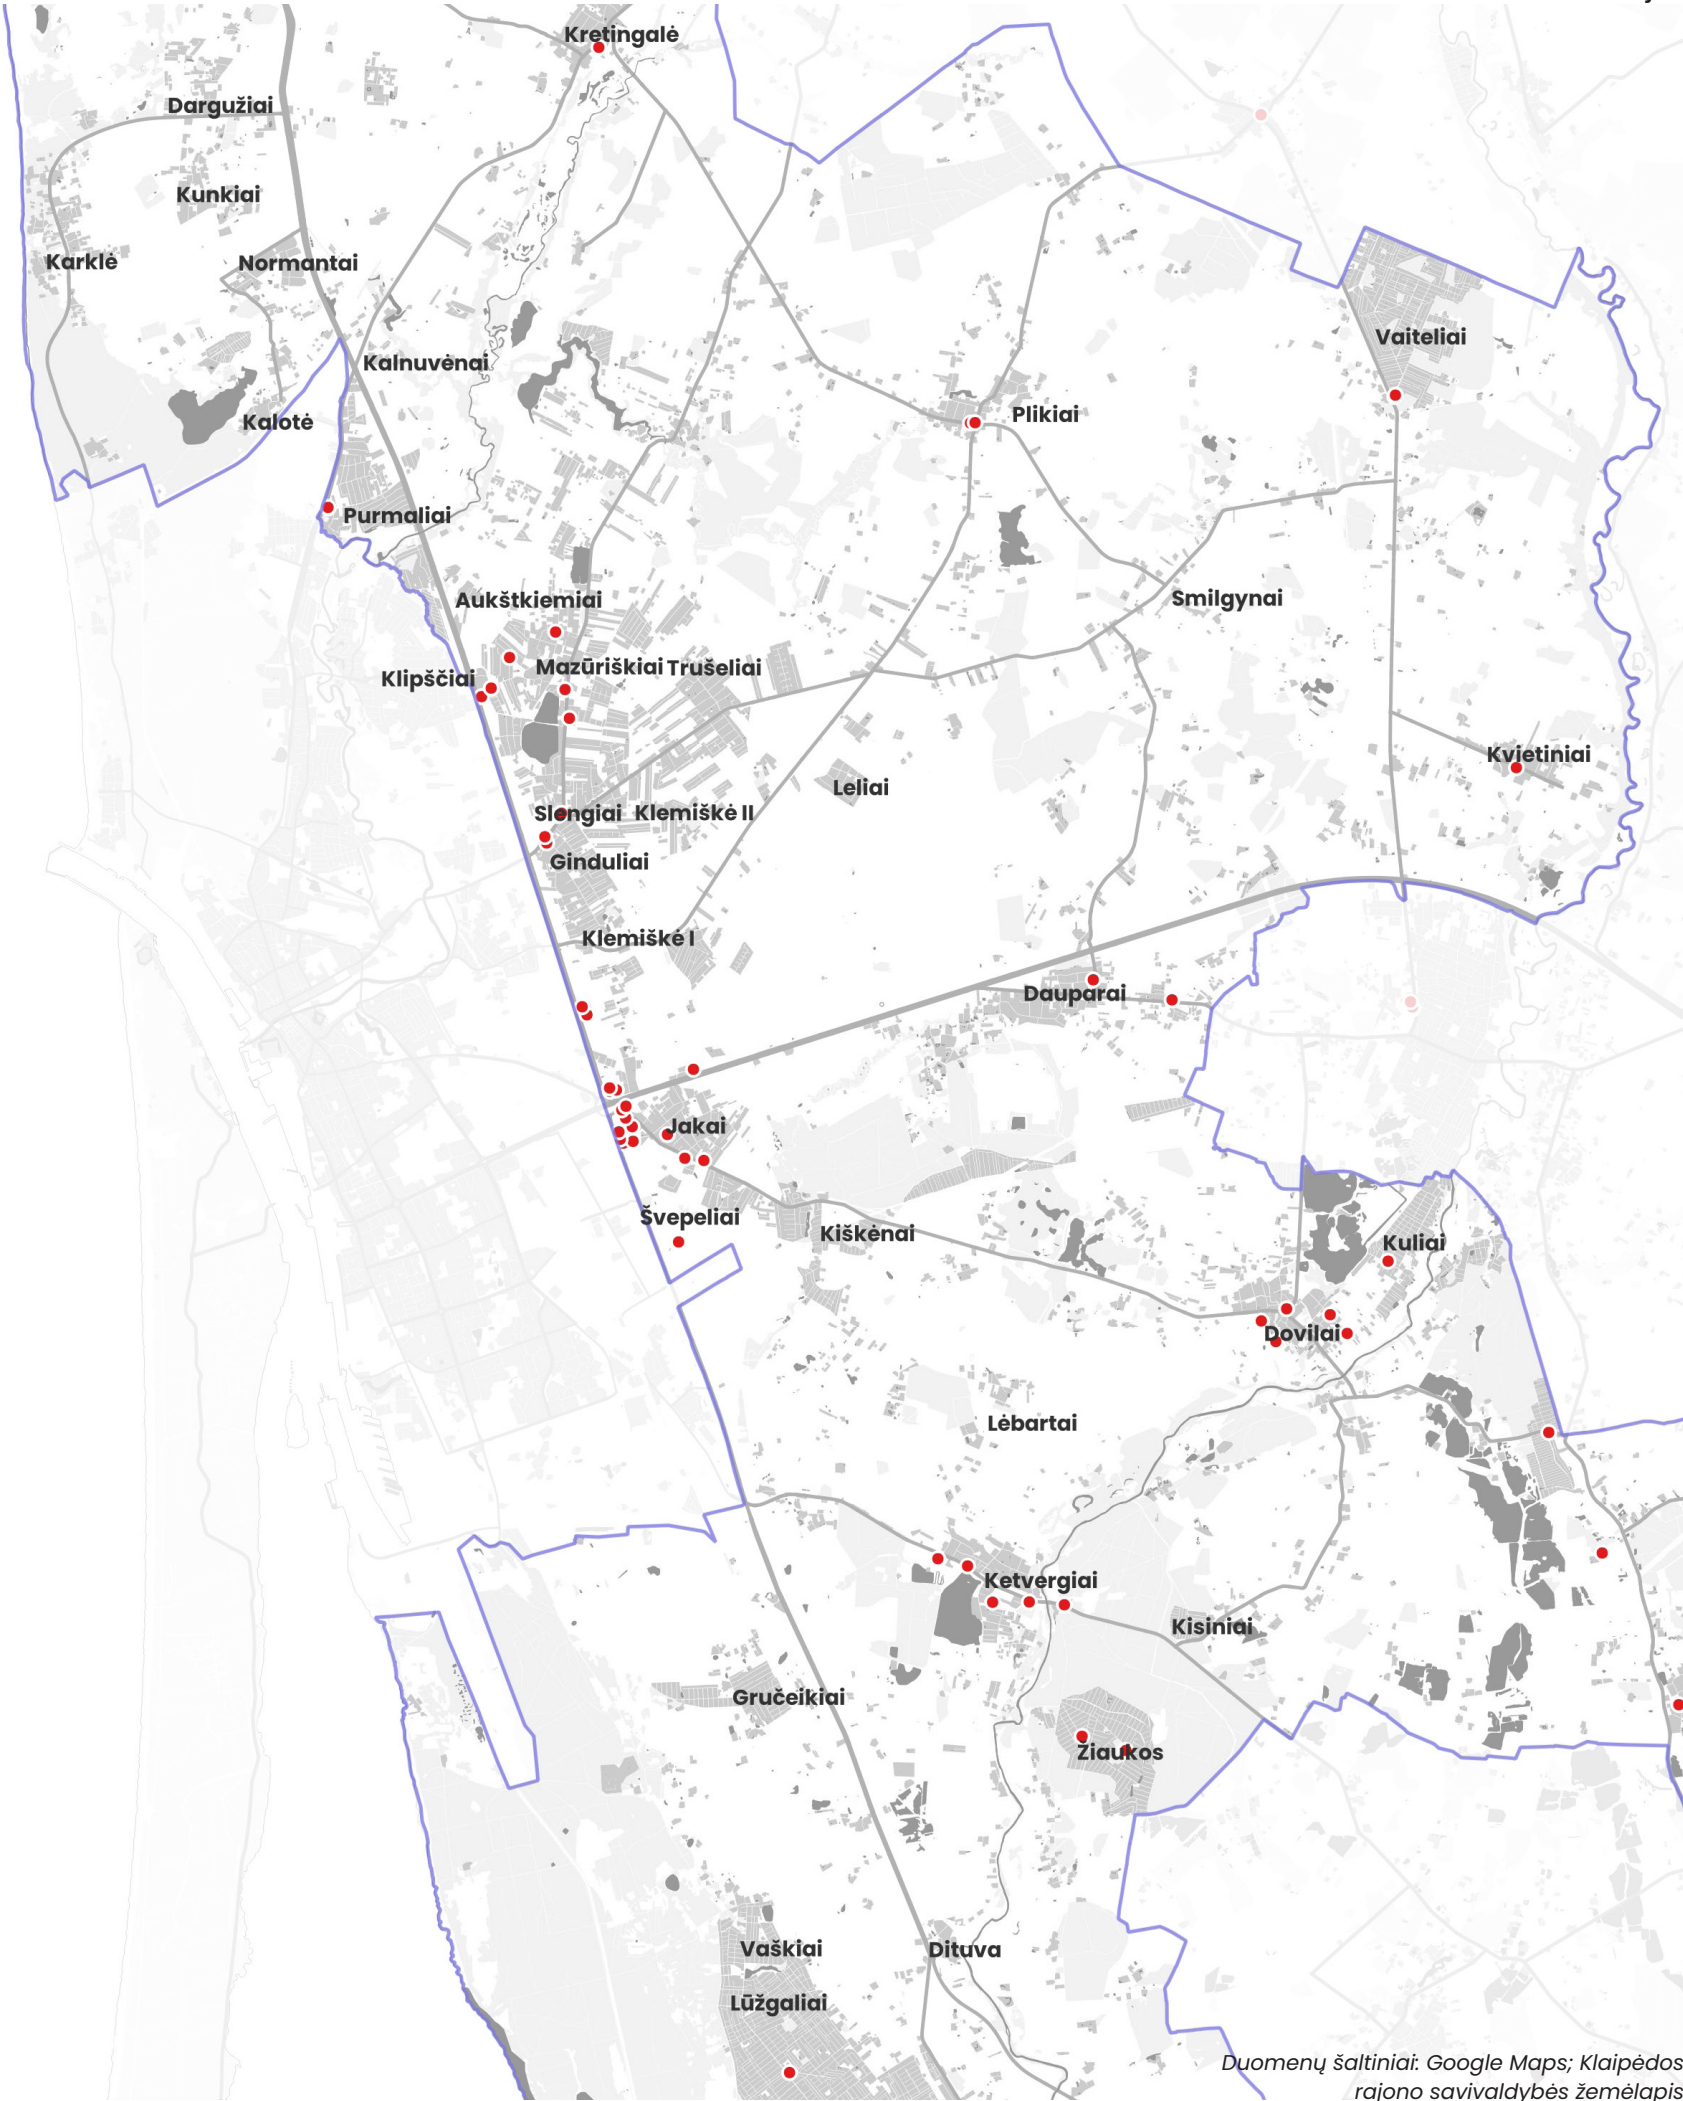 Kretingalė
Dargužiai
Kunkiai
Karklė
Normantai
Vaiteliai
Kalnuvėnai
Plikiai
Kalotė
Purmaliai
Aukštkiemiai
Smilgynai
Mazūriškiai
Trušeliai
Klipščiai
Kvietiniai
Leliai
Slengiai
Klemiškė II
Ginduliai
Klemiškė I
Dauparai
Jakai
Švepeliai
Kiškėnai
Kuliai
Dovilai
Lėbartai
Ketvergiai
Kisiniai
Gručeikiai
Žiaukos
Vaškiai
Dituva
Lūžgaliai
Duomenų šaltiniai: Google Maps; Klaipėdos
rajono savivaldybės žemėlapis